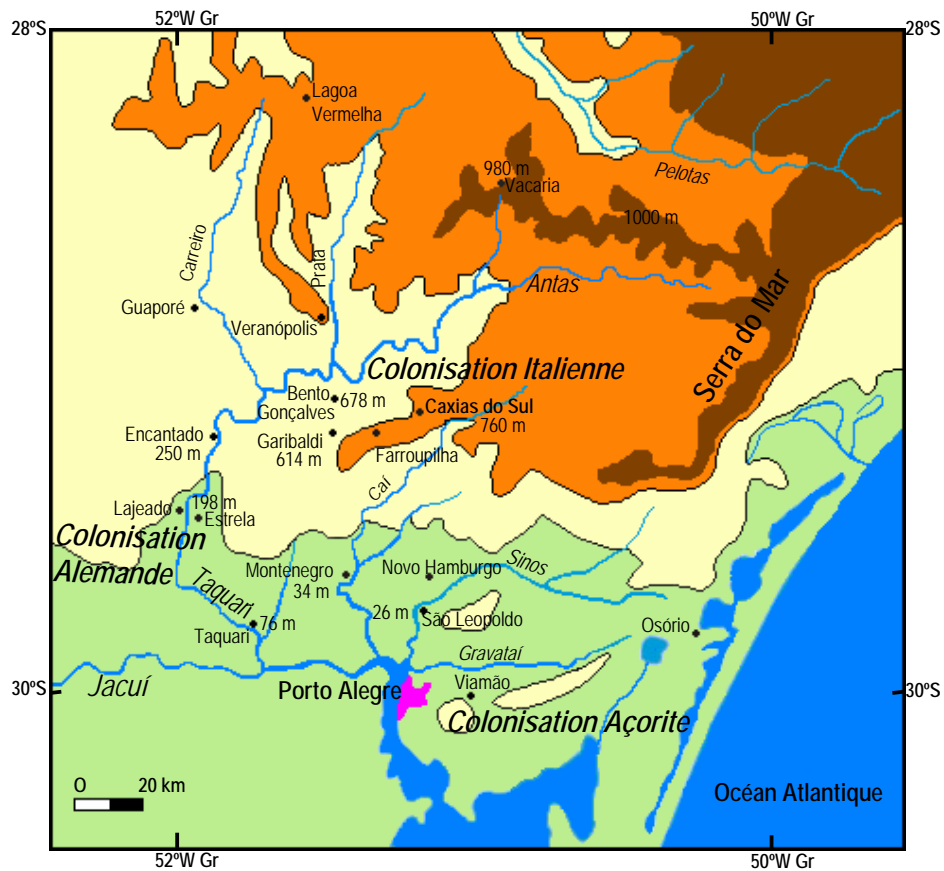 52ºW Gr
50ºW Gr
28ºS
28ºS
Lagoa
Vermelha
980 m
Vacaria
Pelotas
1000 m
Carreiro
Prata
Antas
Guaporé
Veranópolis
Serra do Mar
Colonisation Italienne
Bento
Gonçalves
678 m
Caxias do Sul
760 m
Encantado
250 m
Garibaldi
614 m
Farroupilha
Caí
Lajeado
198 m
Estrela
Colonisation
Alemande
Montenegro
34 m
Novo Hamburgo
Sinos
Taquari
76 m
Taquari
26 m
São Leopoldo
Osório
Gravataí
30ºS
30ºS
Jacuí
Porto Alegre
Viamão
Colonisation Açorite
O
20 km
Océan Atlantique
52ºW Gr
50ºW Gr